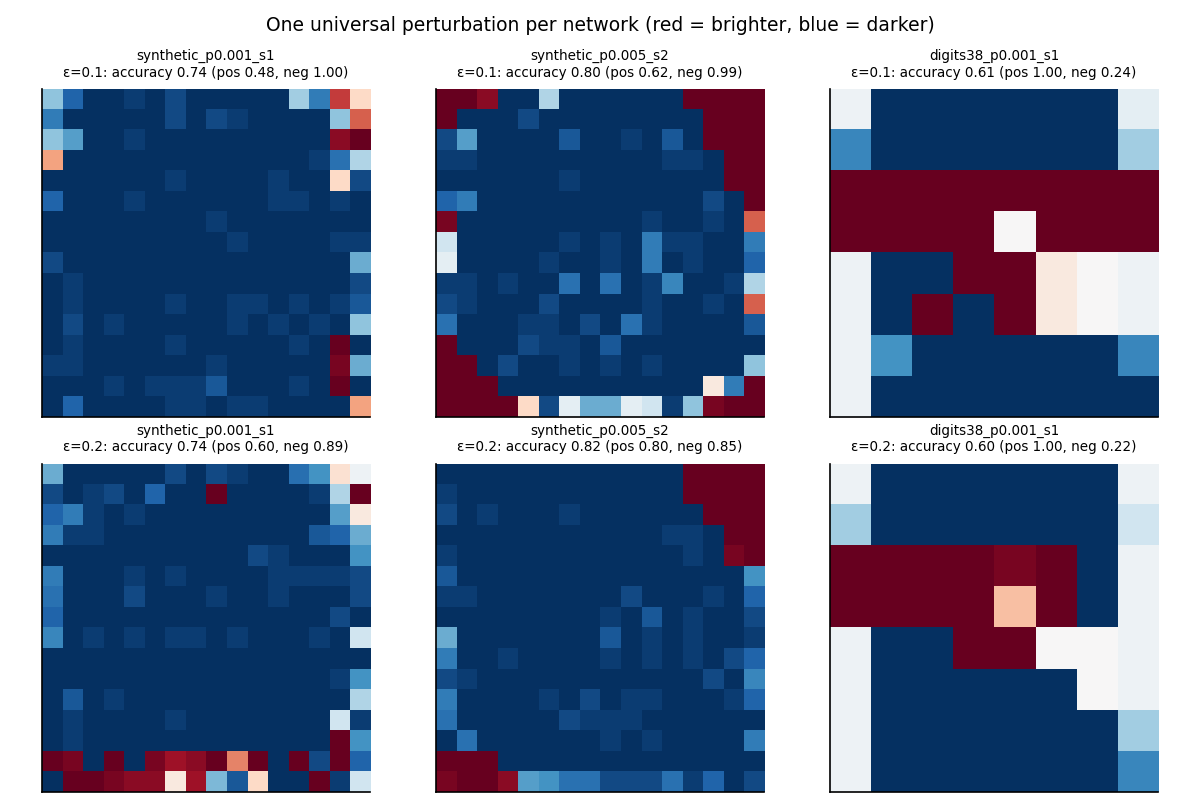 One universal perturbation per network (red = brighter, blue = darker)
synthetic_p0.001_s1
ε=0.1: accuracy 0.74 (pos 0.48, neg 1.00)
synthetic_p0.005_s2
ε=0.1: accuracy 0.80 (pos 0.62, neg 0.99)
digits38_p0.001_s1
ε=0.1: accuracy 0.61 (pos 1.00, neg 0.24)
synthetic_p0.001_s1
ε=0.2: accuracy 0.74 (pos 0.60, neg 0.89)
synthetic_p0.005_s2
ε=0.2: accuracy 0.82 (pos 0.80, neg 0.85)
digits38_p0.001_s1
ε=0.2: accuracy 0.60 (pos 1.00, neg 0.22)